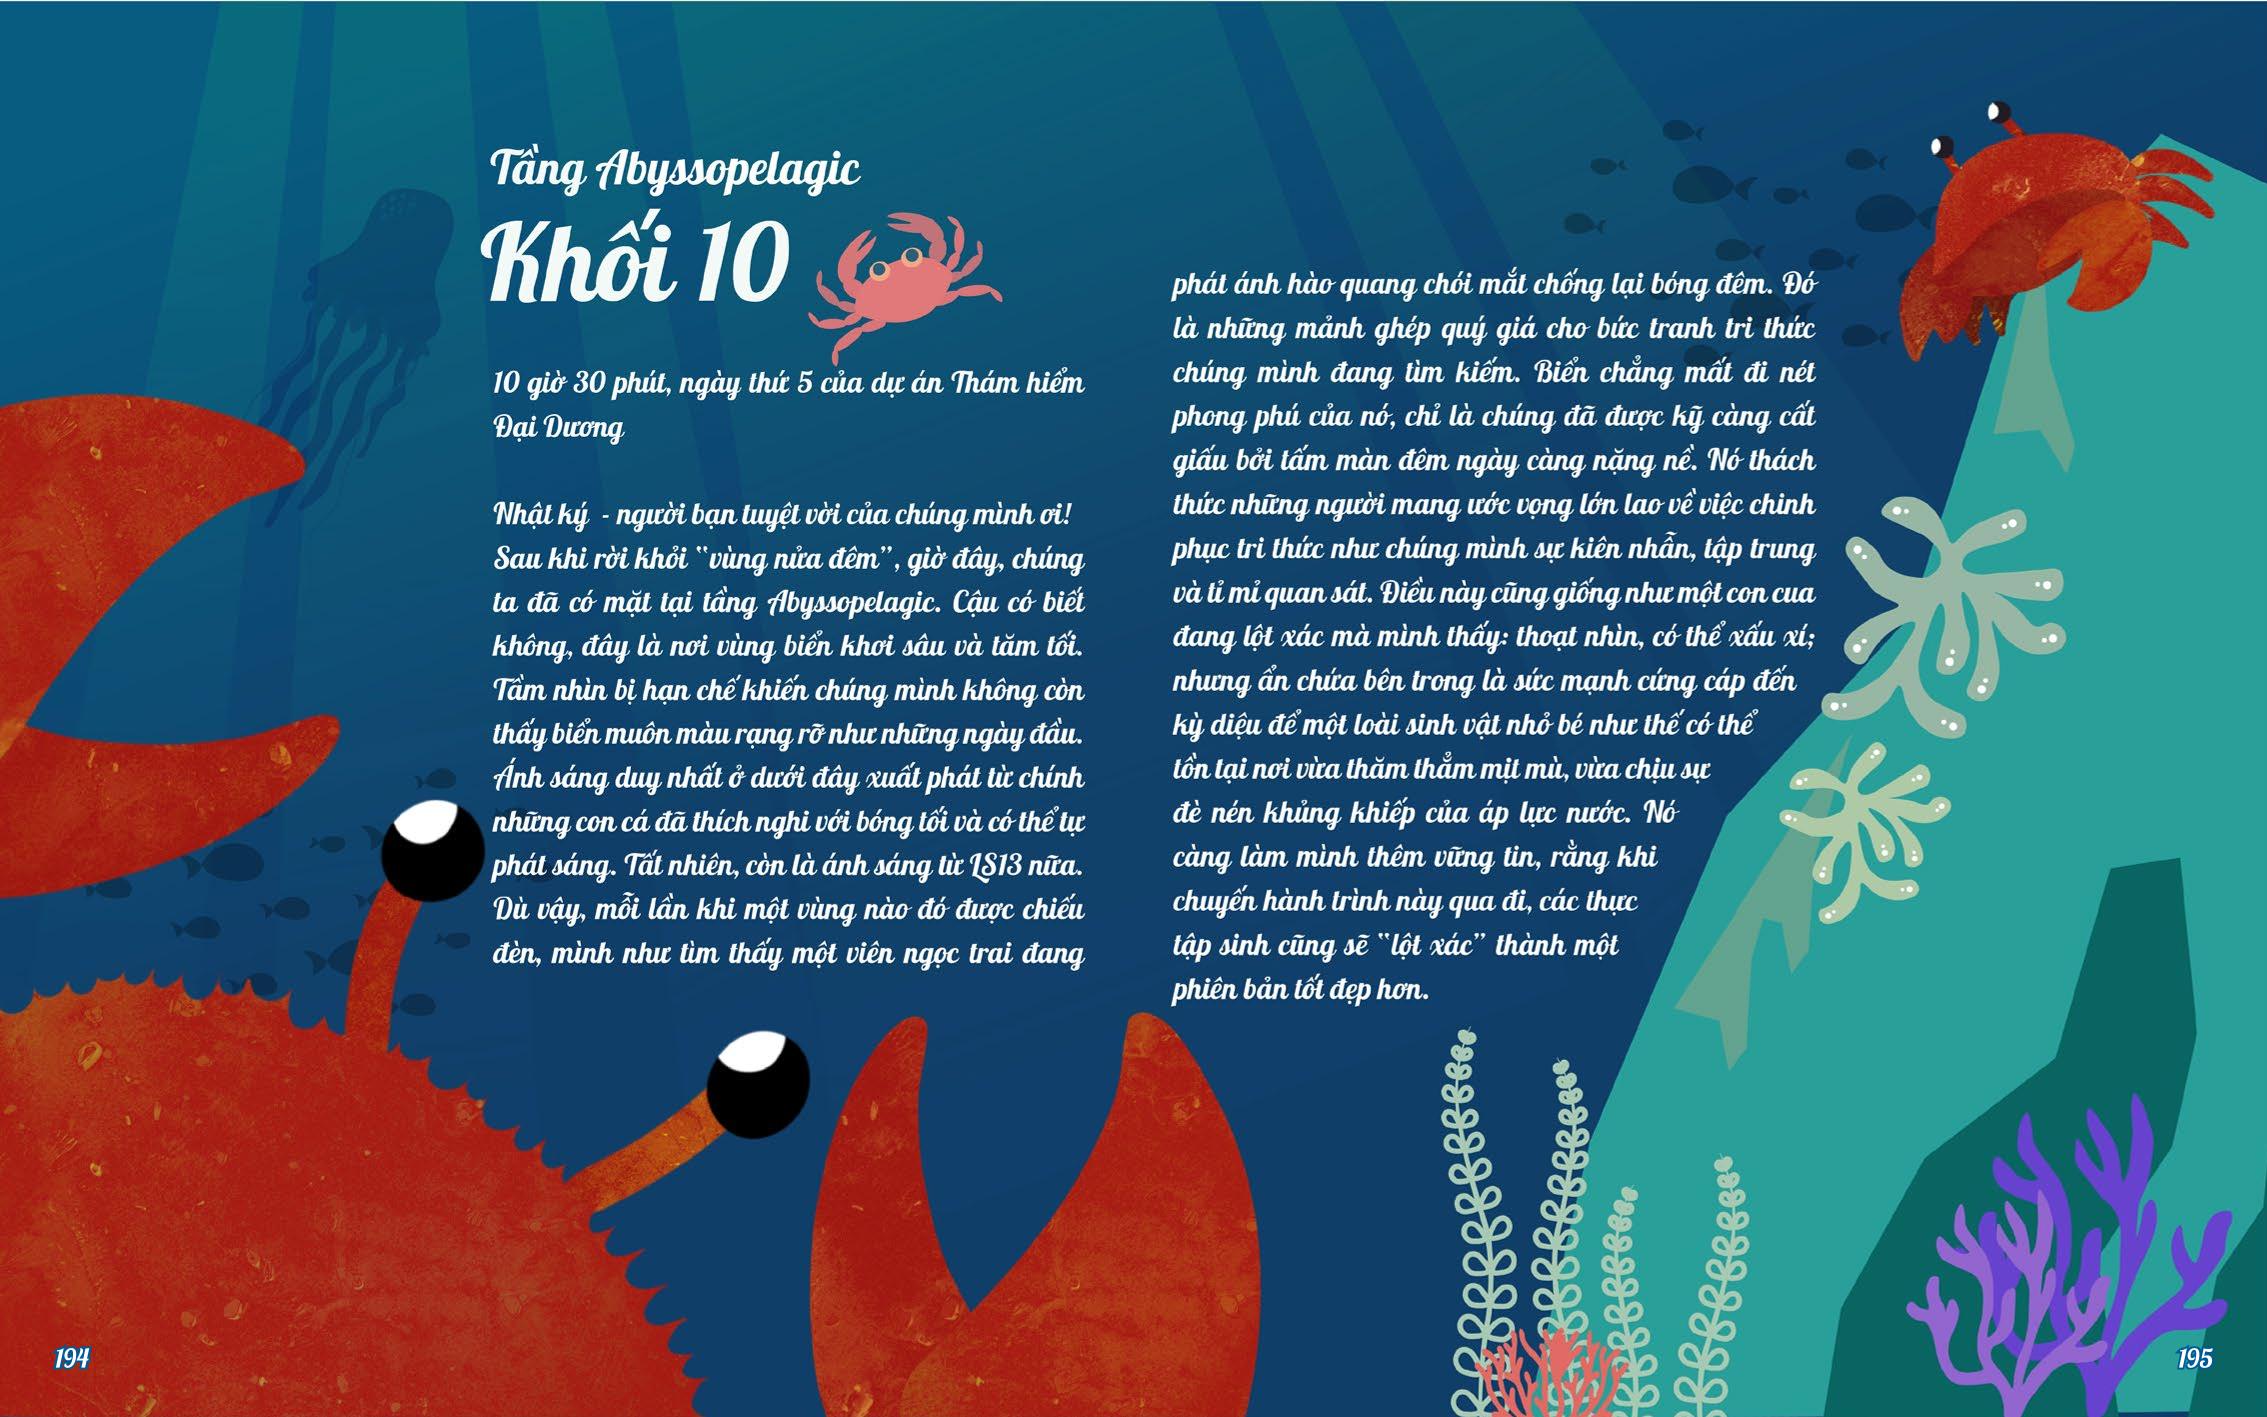 Tầng Abyssopelagic
Khối 10
10 giờ 30 phút, ngày thứ 5 của dự án Thám hiểm
Đại Dương
Nhật ký - người bạn tuyệt vời của chúng mình ơi!
Sau khi rời khỏi “vùng nửa đêm”, giờ đây, chúng
ta đã có mặt tại tầng Abyssopelagic. Cậu có biết
không, đây là nơi vùng biển khơi sâu và tăm tối.
Tầm nhìn bị hạn chế khiến chúng mình không còn
thấy biển muôn màu rạng rỡ như những ngày đầu.
Ánh sáng duy nhất ở dưới đây xuất phát từ chính
những con cá đã thích nghi với bóng tối và có thể tự
phát sáng. Tất nhiên, còn là ánh sáng từ LS13 nữa.
Dù vậy, mỗi lần khi một vùng nào đó được chiếu
đèn, mình như tìm thấy một viên ngọc trai đang
phát ánh hào quang chói mắt chống lại bóng đêm. Đó
là những mảnh ghép quý giá cho bức tranh tri thức
chúng mình đang tìm kiếm. Biển chẳng mất đi nét
phong phú của nó, chỉ là chúng đã được kỹ càng cất
giấu bởi tấm màn đêm ngày càng nặng nề. Nó thách
thức những người mang ước vọng lớn lao về việc chinh
phục tri thức như chúng mình sự kiên nhẫn, tập trung
và tỉ mỉ quan sát. Điều này cũng giống như một con cua
đang lột xác mà mình thấy: thoạt nhìn, có thể xấu xí;
nhưng ẩn chứa bên trong là sức mạnh cứng cáp đến
kỳ diệu để một loài sinh vật nhỏ bé như thế có thể
tồn tại nơi vừa thăm thẳm mịt mù, vừa chịu sự
đè nén khủng khiếp của áp lực nước. Nó
càng làm mình thêm vững tin, rằng khi
chuyến hành trình này qua đi, các thực
tập sinh cũng sẽ “lột xác” thành một
phiên bản tốt đẹp hơn.
194
195